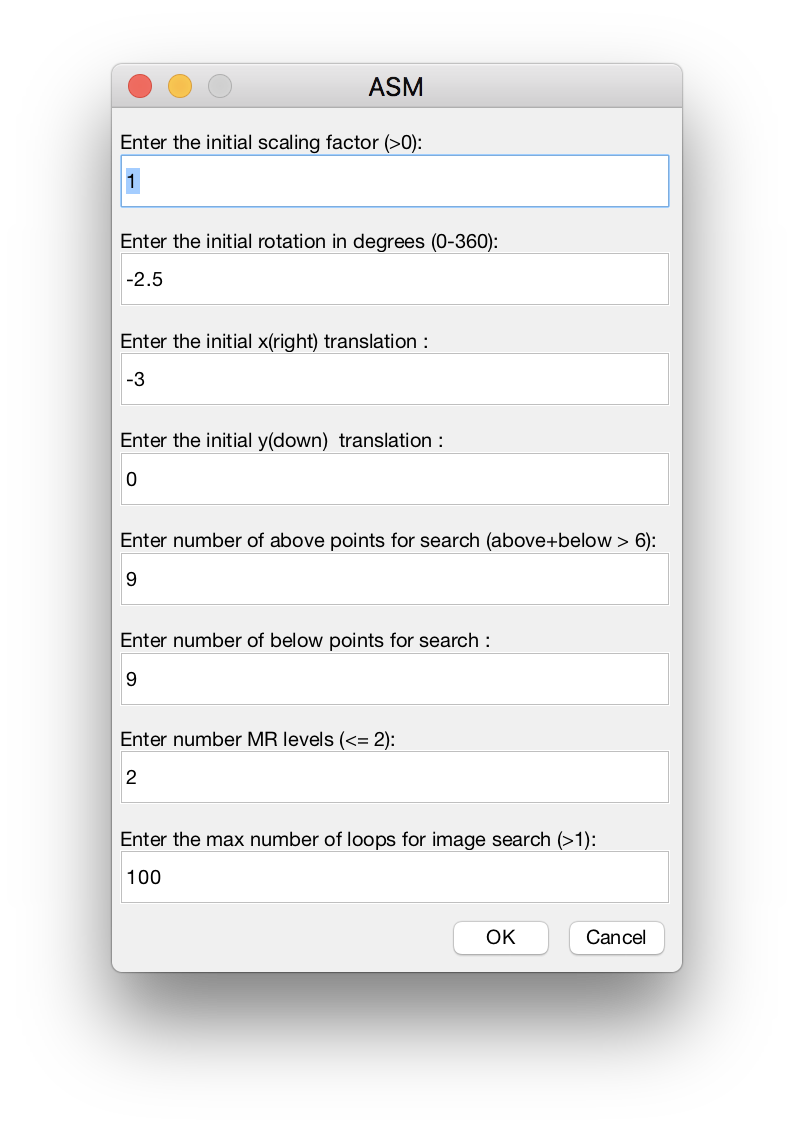 ASM
Enter the initial scaling factor (>0):
1
Enter the initial rotation in degrees (0-360):
-2.5
Enter the initial x(right) translation :
-3
Enter the initial y(down)  translation :
0
Enter number of above points for search (above+below > 6):
9
Enter number of below points for search :
9
Enter number MR levels (<= 2):
2
Enter the max number of loops for image search (>1):
100
OK Cancel